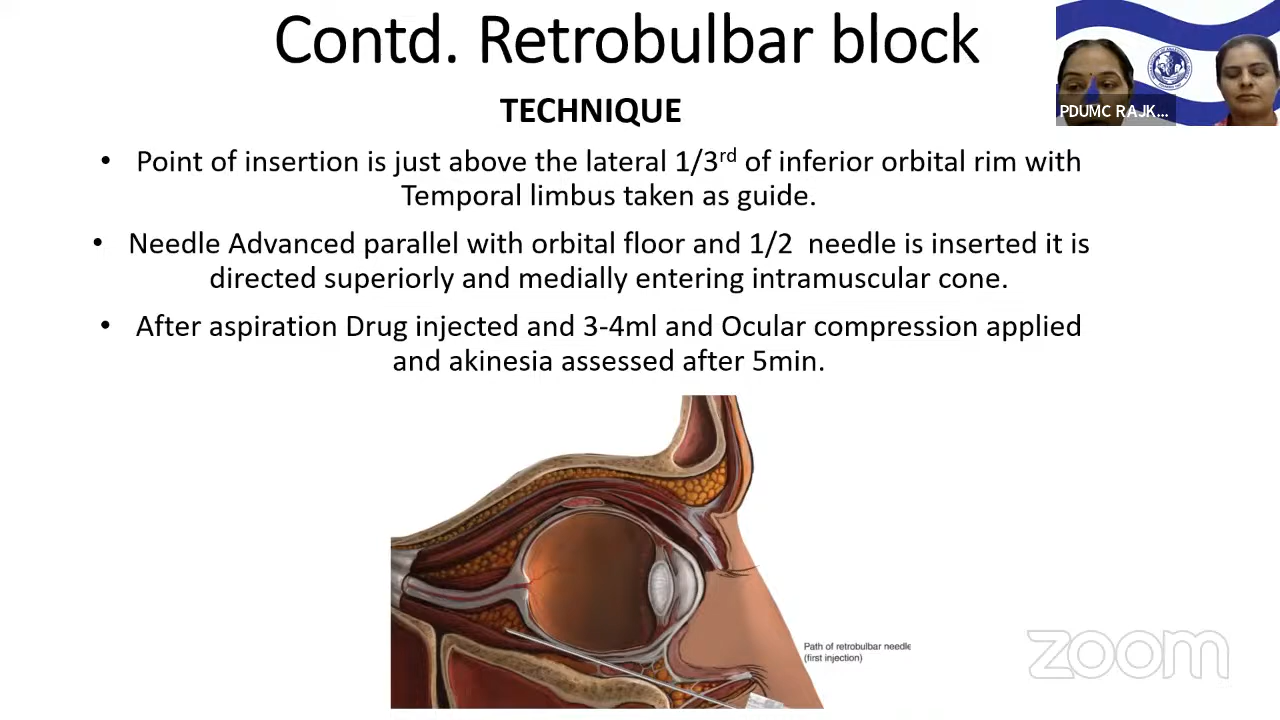 Contd. Retrobulbar block
TECHNIQUE
• Point of insertion is just above the lateral 1/3rd of inferior orbital rim with
Temporal limbus taken as guide.
• Needle Advanced parallel with orbital floor and 1/2 needle is inserted it is
directed superiorly and medially entering intramuscular cone.
• After aspiration Drug injected and 3-4ml and Ocular compression applied
and akinesia assessed after 5min.
PDUMC RAJK...
Path of retrobulbar needle
(first injection)
zoom